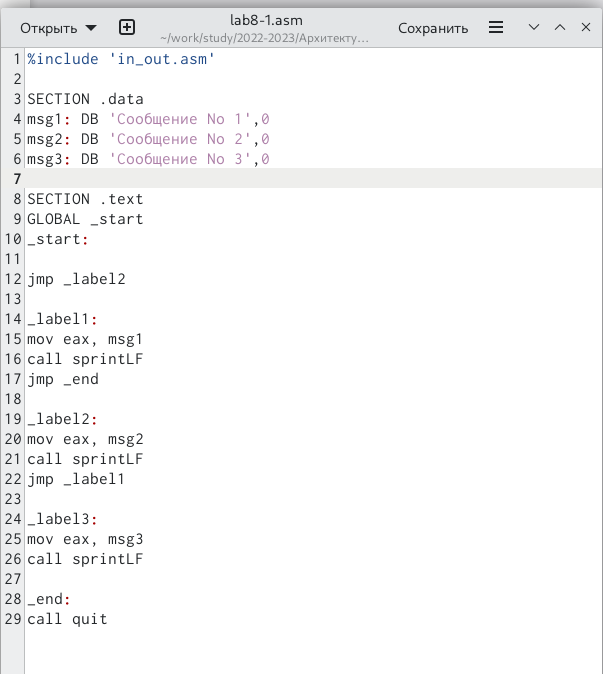 Открыть lab8-1.asm Сохранить
~/work/study/2022-2023/Архитекту...
1 %include 'in_out.asm'
2
3 SECTION .data
4 msg1: DB 'Сообщение No 1',0
5 msg2: DB 'Сообщение No 2',0
6 msg3: DB 'Сообщение No 3',0
7
8 SECTION .text
9 GLOBAL _start
10 _start:
11
12 jmp _label2
13
14 _label1:
15 mov eax, msg1
16 call sprintLF
17 jmp _end
18
19 _label2:
20 mov eax, msg2
21 call sprintLF
22 jmp _label1
23
24 _label3:
25 mov eax, msg3
26 call sprintLF
27
28 _end:
29 call quit